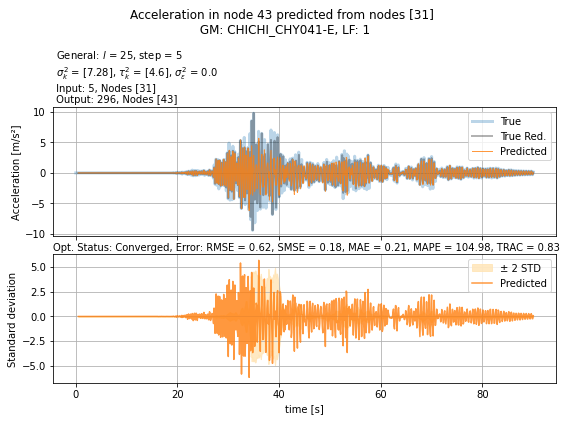 Acceleration in node 43 predicted from nodes [31]
GM: CHICHI_CHY041-E, LF: 1
General: l = 25, step = 5
σ²ₖ = [7.28], τ²ₖ = [4.6], σ²ε = 0.0
Input: 5, Nodes [31]
Output: 296, Nodes [43]
Acceleration [m/s²]
10
5
0
−5
−10
True
True Red.
Predicted
Opt. Status: Converged, Error: RMSE = 0.62, SMSE = 0.18, MAE = 0.21, MAPE = 104.98, TRAC = 0.83
Standard deviation
5.0
2.5
0.0
−2.5
−5.0
± 2 STD
Predicted
0 20 40 60 80
time [s]